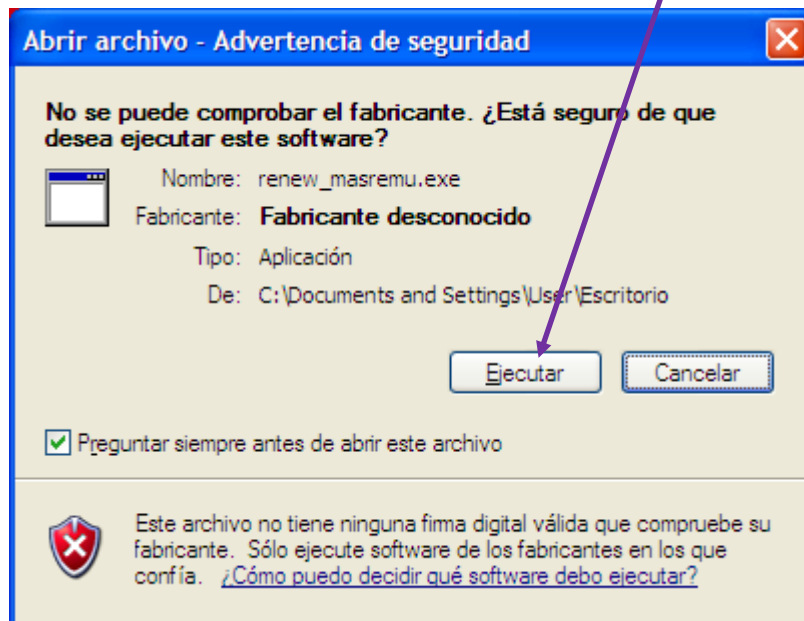 Abrir archivo - Advertencia de seguridad
No se puede comprobar el fabricante. ¿Está seguro de que
desea ejecutar este software?
Nombre: renew_masremu.exe
Fabricante: Fabricante desconocido
Tipo: Aplicación
De: C:\Documents and Settings\User\Escritorio
Ejecutar Cancelar
Preguntar siempre antes de abrir este archivo
Este archivo no tiene ninguna firma digital válida que compruebe su
fabricante. Sólo ejecute software de los fabricantes en los que
confía. ¿Cómo puedo decidir qué software debo ejecutar?